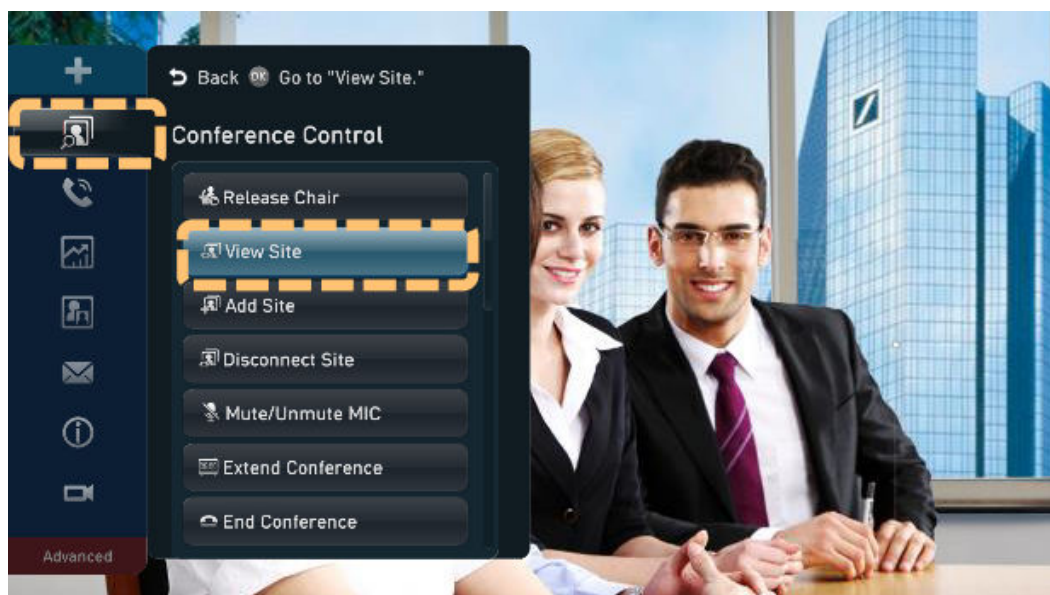 Back OK Go to "View Site."
Conference Control
Release Chair
View Site
Add Site
Disconnect Site
Mute/Unmute MIC
Extend Conference
End Conference
Advanced